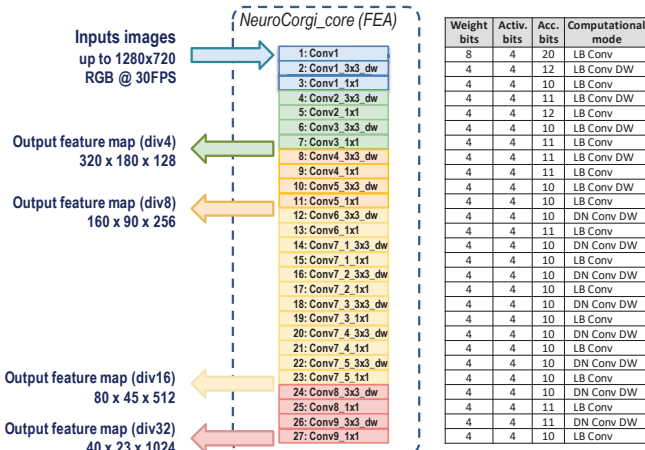 NeuroCorgi_core (FEA)
Inputs images
up to 1280x720
RGB @ 30FPS
Output feature map (div4)
320 x 180 x 128
Output feature map (div8)
160 x 90 x 256
Output feature map (div16)
80 x 45 x 512
Output feature map (div32)
40 x 23 x 1024
1: Conv1
2: Conv1_3x3_dw
3: Conv1_1x1
4: Conv2_3x3_dw
5: Conv2_1x1
6: Conv3_3x3_dw
7: Conv3_1x1
8: Conv4_3x3_dw
9: Conv4_1x1
10: Conv5_3x3_dw
11: Conv5_1x1
12: Conv6_3x3_dw
13: Conv6_1x1
14: Conv7_1_3x3_dw
15: Conv7_1_1x1
16: Conv7_2_3x3_dw
17: Conv7_2_1x1
18: Conv7_3_3x3_dw
19: Conv7_3_1x1
20: Conv7_4_3x3_dw
21: Conv7_4_1x1
22: Conv7_5_3x3_dw
23: Conv7_5_1x1
24: Conv8_3x3_dw
25: Conv8_1x1
26: Conv9_3x3_dw
27: Conv9_1x1
Weight bits Activ. bits Acc. bits Computational mode
8 4 20 LB Conv
4 4 12 LB Conv DW
4 4 10 LB Conv
4 4 11 LB Conv DW
4 4 12 LB Conv
4 4 10 LB Conv DW
4 4 11 LB Conv
4 4 11 LB Conv DW
4 4 11 LB Conv
4 4 10 LB Conv DW
4 4 10 LB Conv
4 4 10 DN Conv DW
4 4 11 LB Conv
4 4 10 DN Conv DW
4 4 10 LB Conv
4 4 10 DN Conv DW
4 4 10 LB Conv
4 4 10 DN Conv DW
4 4 10 LB Conv
4 4 10 DN Conv DW
4 4 10 LB Conv
4 4 10 DN Conv DW
4 4 10 LB Conv
4 4 10 DN Conv DW
4 4 11 LB Conv
4 4 11 DN Conv DW
4 4 10 LB Conv